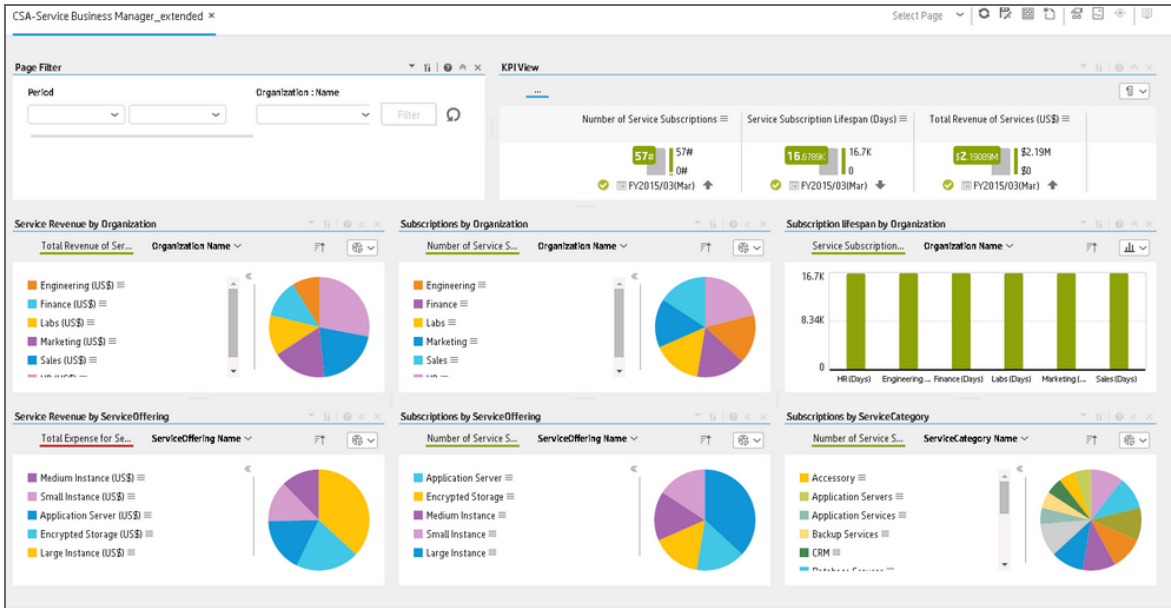 CSA-Service Business Manager_extended ×
Select Page
Page Filter
Period
Organization : Name
Filter
KPI View
...
Number of Service Subscriptions
Service Subscription Lifespan (Days)
Total Revenue of Services (US$)
57#
57#
0#
FY2015/03(Mar)
16.6789K
16.7K
0
FY2015/03(Mar)
$2.19089M
$2.19M
$0
FY2015/03(Mar)
Service Revenue by Organization
Total Revenue of Ser...
Organization Name
Engineering (US$)
Finance (US$)
Labs (US$)
Marketing (US$)
Sales (US$)
Subscriptions by Organization
Number of Service S...
Organization Name
Engineering
Finance
Labs
Marketing
Sales
Subscription lifespan by Organization
Service Subscription...
Organization Name
16.7K
8.34K
0
HR (Days) Engineering ... Finance (Days) Labs (Days) Marketing (... Sales (Days)
Service Revenue by ServiceOffering
Total Expense for Se...
ServiceOffering Name
Medium Instance (US$)
Small Instance (US$)
Application Server (US$)
Encrypted Storage (US$)
Large Instance (US$)
Subscriptions by ServiceOffering
Number of Service S...
ServiceOffering Name
Application Server
Encrypted Storage
Medium Instance
Small Instance
Large Instance
Subscriptions by ServiceCategory
Number of Service S...
ServiceCategory Name
Accessory
Application Servers
Application Services
Backup Services
CRM